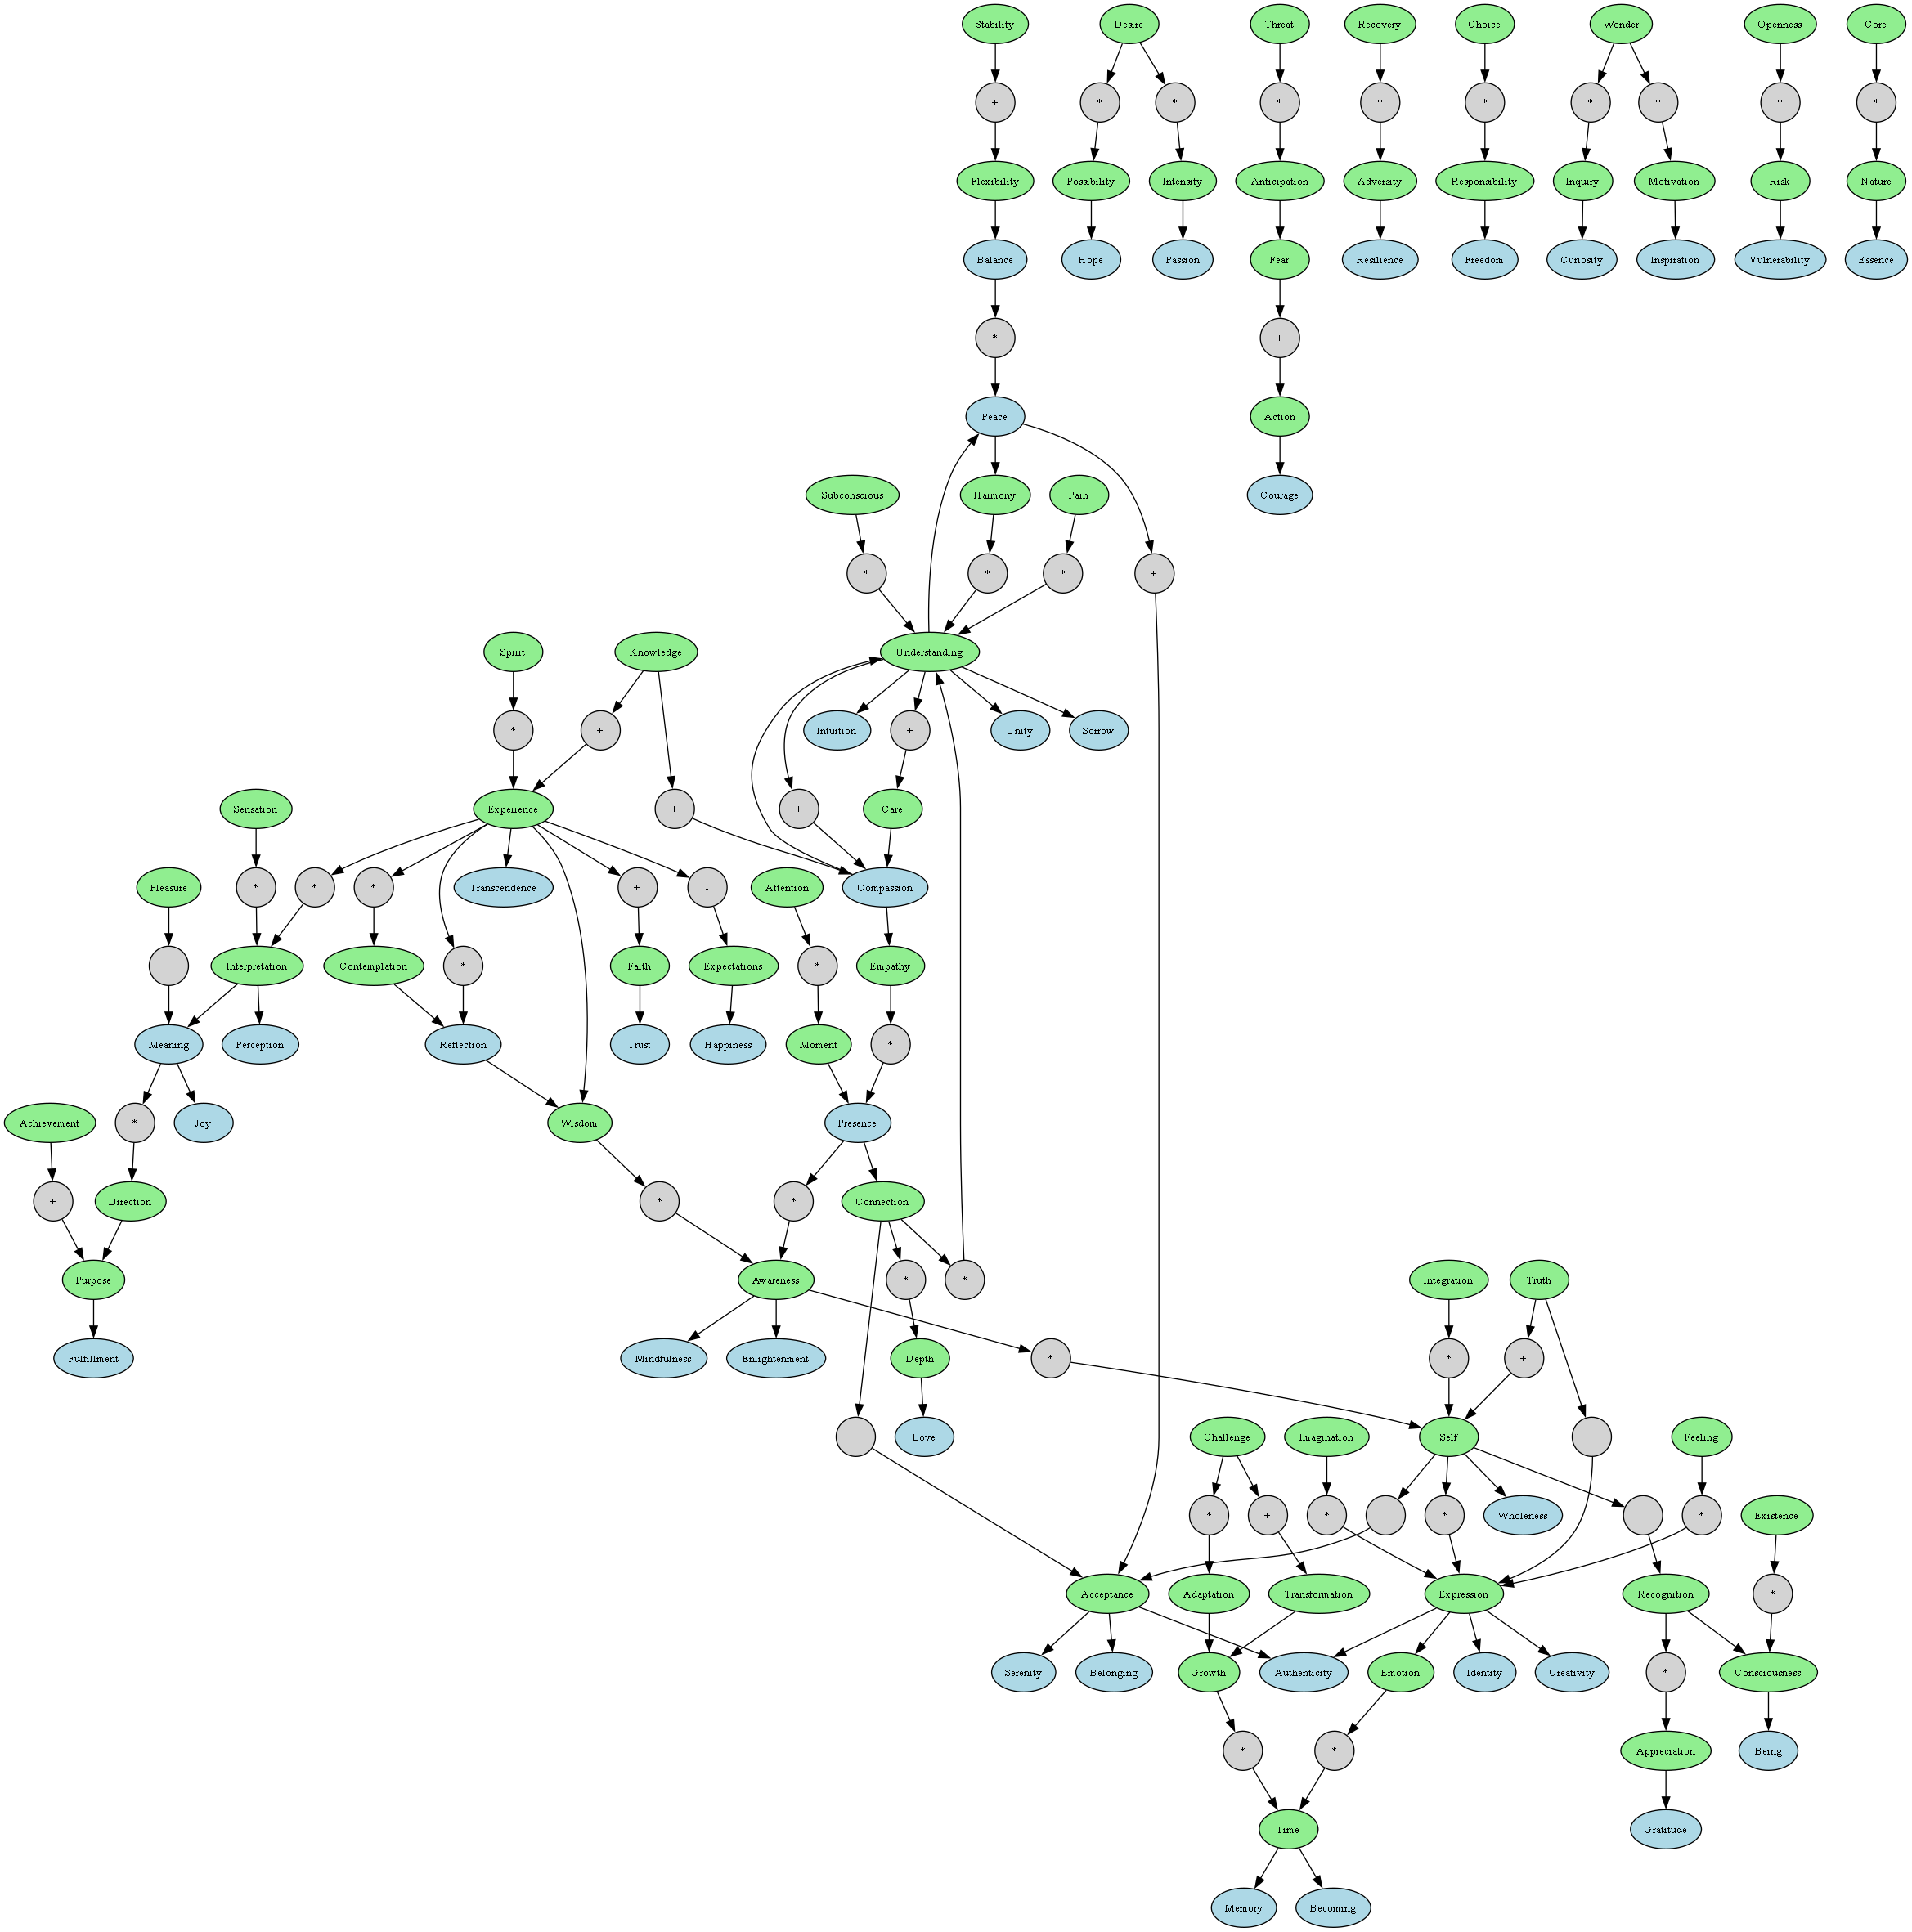 Stability
Desire
Threat
Recovery
Choice
Wonder
Openness
Core
+
*
*
*
*
*
*
*
*
*
Flexibility
Possibility
Intensity
Anticipation
Adversity
Responsibility
Inquiry
Motivation
Risk
Nature
Balance
Hope
Passion
Fear
Resilience
Freedom
Curiosity
Inspiration
Vulnerability
Essence
*
+
Peace
Action
Subconscious
Harmony
Pain
Courage
*
*
*
+
Spirit
Knowledge
Understanding
*
+
Intuition
+
Unity
Sorrow
Sensation
Experience
+
+
Care
Pleasure
*
*
*
Transcendence
+
-
Attention
Compassion
+
Interpretation
Contemplation
*
Faith
Expectations
*
Empathy
Meaning
Perception
Reflection
Trust
Happiness
Moment
*
Achievement
*
Joy
Wisdom
Presence
+
Direction
*
*
Connection
Purpose
Awareness
*
*
Integration
Truth
Fulfillment
Mindfulness
Enlightenment
Depth
*
*
+
+
Love
Challenge
Imagination
Self
+
Feeling
*
+
*
-
*
Wholeness
-
*
Existence
Acceptance
Adaptation
Transformation
Expression
Recognition
*
Serenity
Belonging
Growth
Authenticity
Emotion
Identity
Creativity
*
Consciousness
*
*
Appreciation
Being
Time
Gratitude
Memory
Becoming